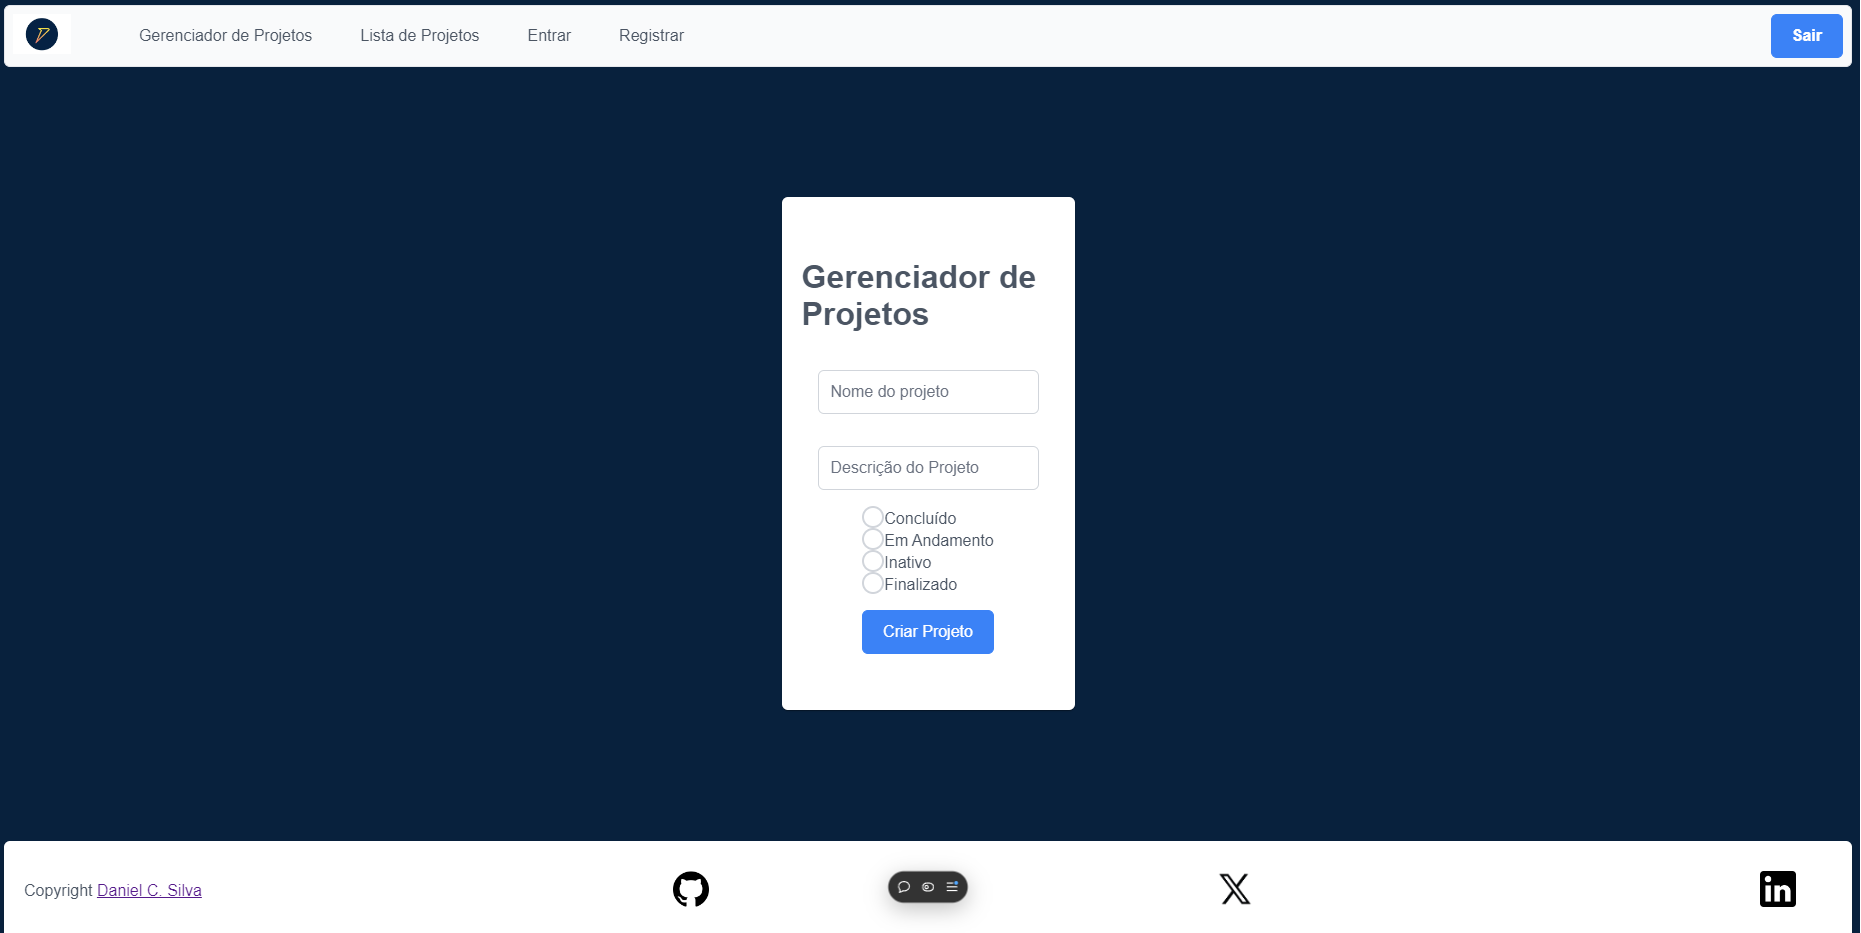 Gerenciador de Projetos
Lista de Projetos
Entrar
Registrar
Sair
Gerenciador de
Projetos
Nome do projeto
Descrição do Projeto
Concluído
Em Andamento
Inativo
Finalizado
Criar Projeto
Copyright Daniel C. Silva